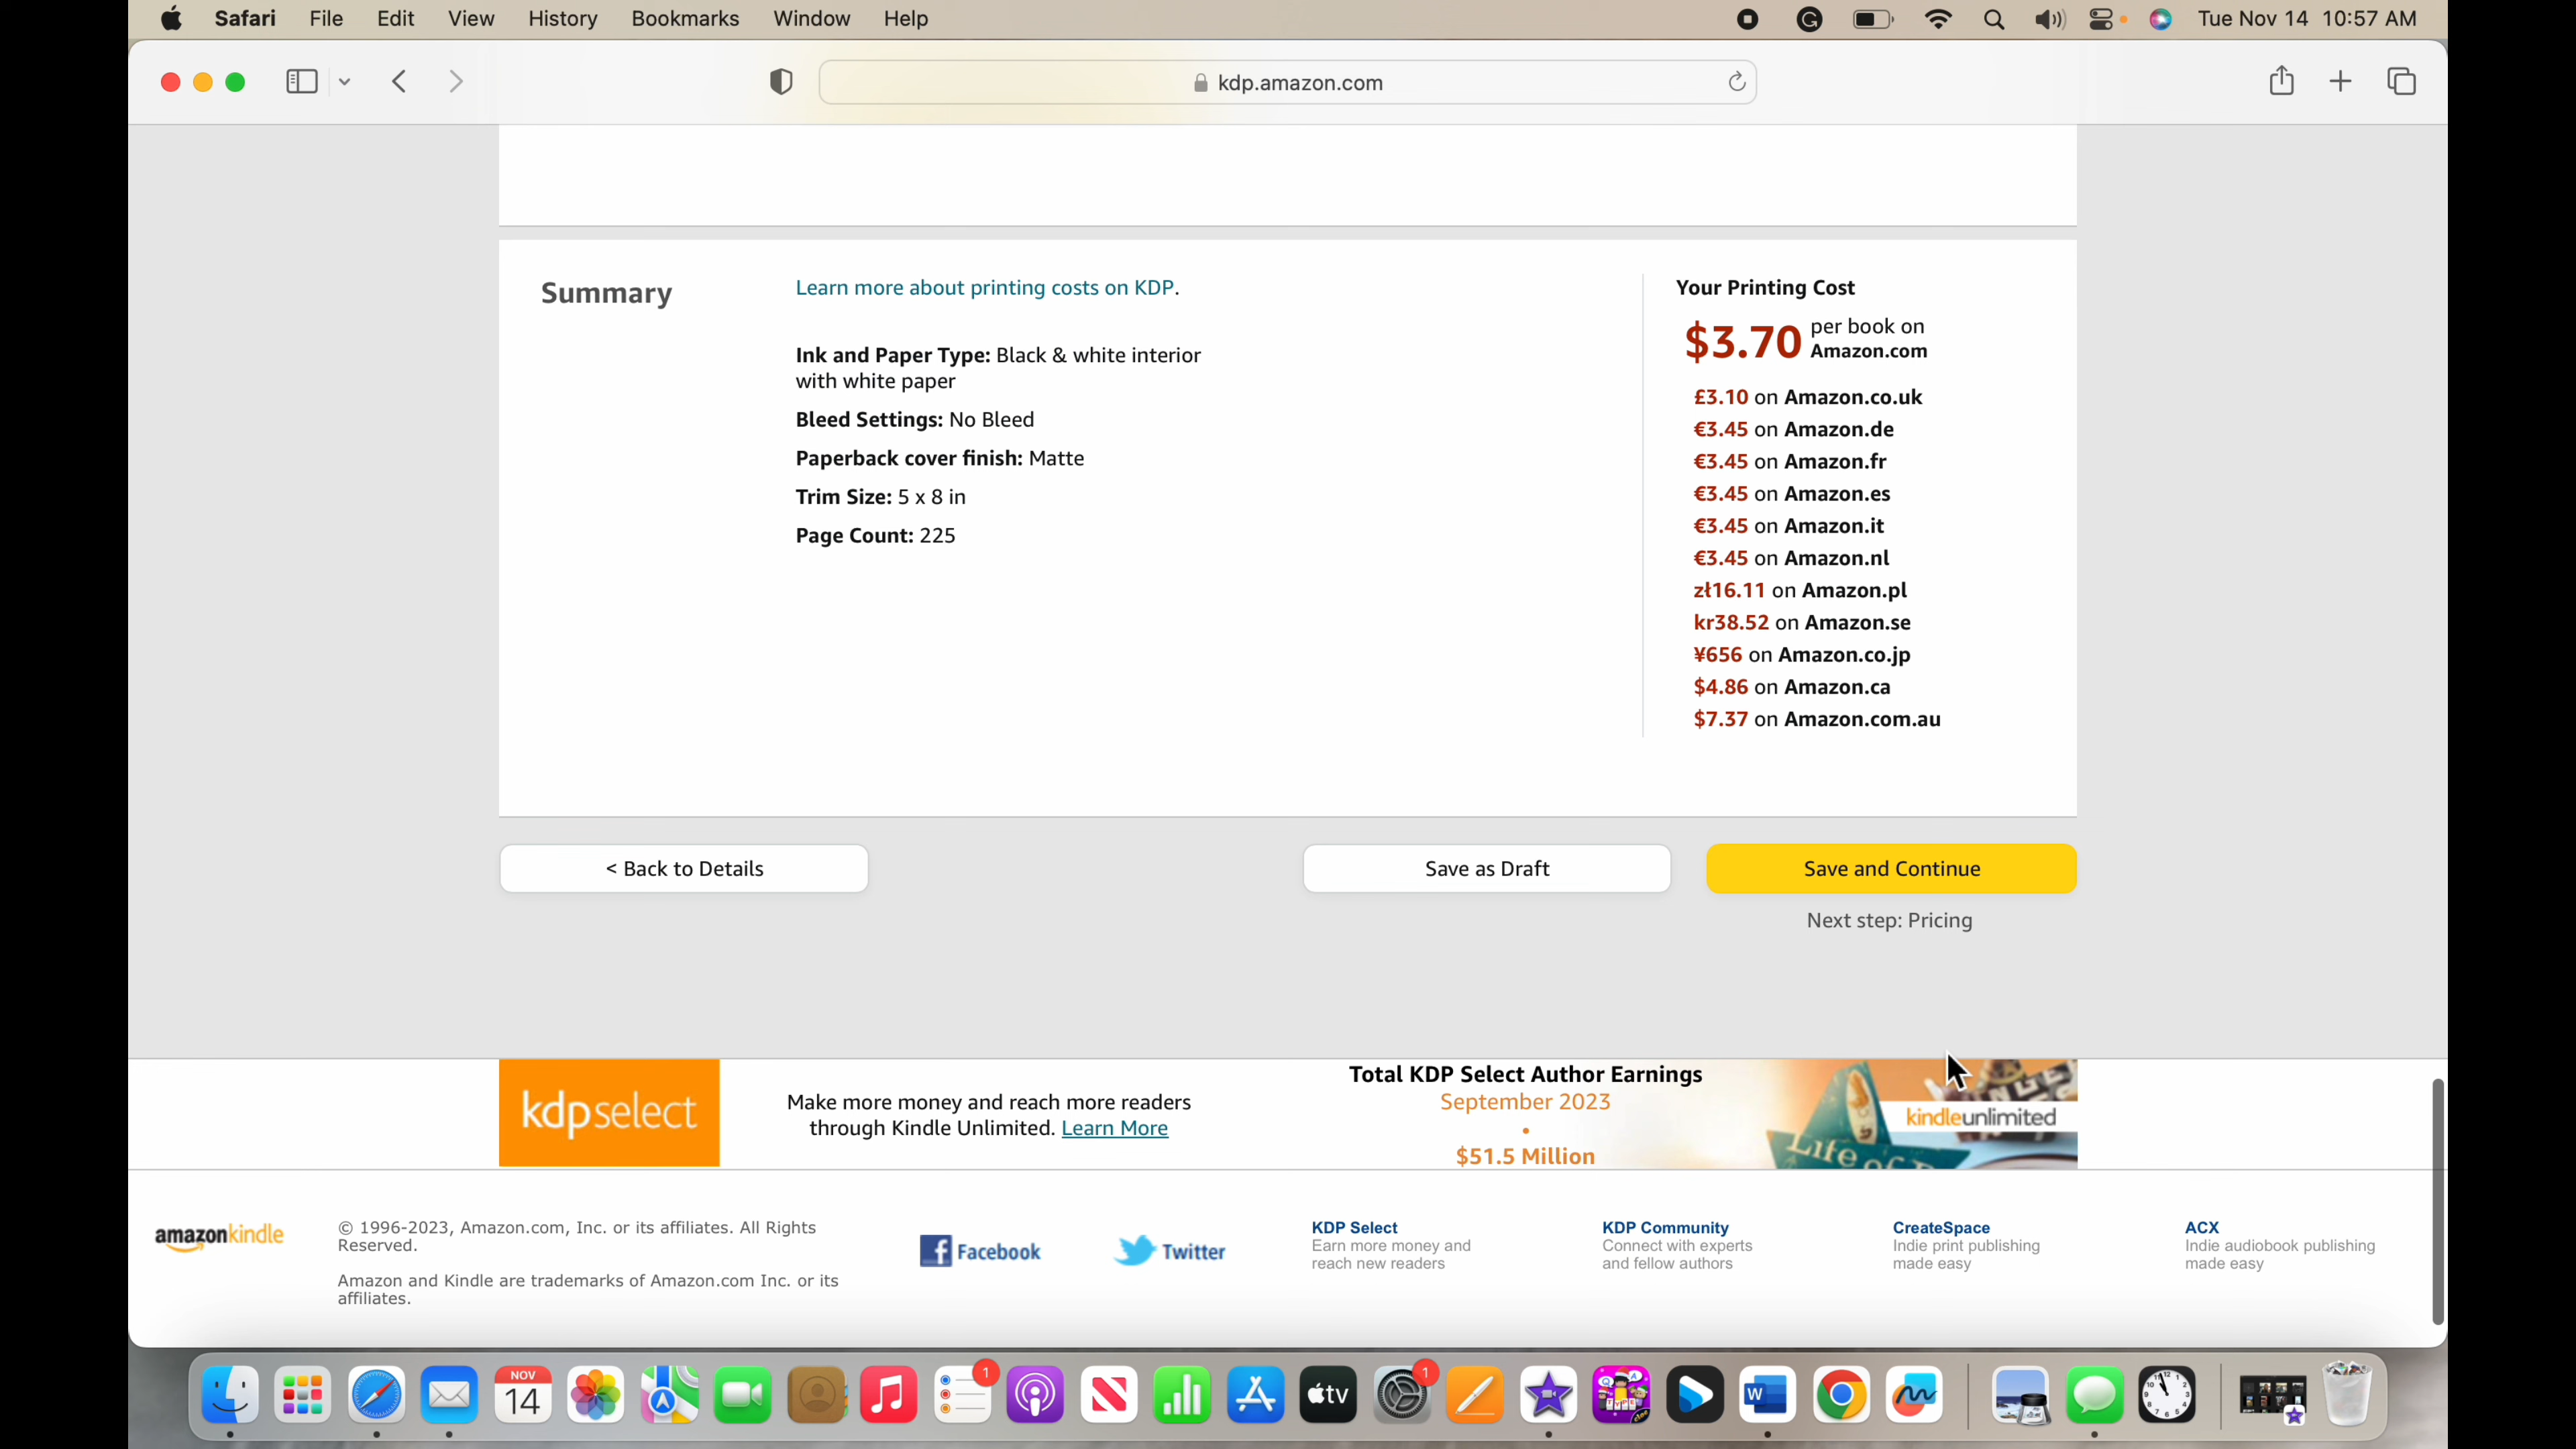 Safari File Edit View History Bookmarks Window Help Tue Nov 14 10:57 AM
kdp.amazon.com
Summary
Learn more about printing costs on KDP.
Ink and Paper Type: Black & white interior
with white paper
Bleed Settings: No Bleed
Paperback cover finish: Matte
Trim Size: 5 x 8 in
Page Count: 225
Your Printing Cost
$3.70 per book on
Amazon.com
£3.10 on Amazon.co.uk
€3.45 on Amazon.de
€3.45 on Amazon.fr
€3.45 on Amazon.es
€3.45 on Amazon.it
€3.45 on Amazon.nl
zł16.11 on Amazon.pl
kr38.52 on Amazon.se
¥656 on Amazon.co.jp
$4.86 on Amazon.ca
$7.37 on Amazon.com.au
< Back to Details
Save as Draft
Save and Continue
Next step: Pricing
kdpselect
Make more money and reach more readers
through Kindle Unlimited. Learn More
Total KDP Select Author Earnings
September 2023
•
$51.5 Million
kindleunlimited
Life of
amazonkindle
© 1996-2023, Amazon.com, Inc. or its affiliates. All Rights
Reserved.
Amazon and Kindle are trademarks of Amazon.com Inc. or its
affiliates.
Facebook
Twitter
KDP Select
Earn more money and
reach new readers
KDP Community
Connect with experts
and fellow authors
CreateSpace
Indie print publishing
made easy
ACX
Indie audiobook publishing
made easy
NOV
14
1
tv
1
W